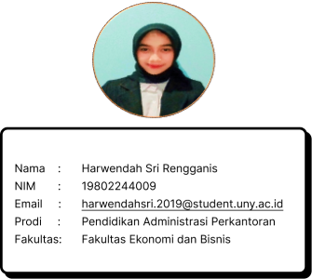 Nama : Harwendah Sri Rengganis
NIM : 19802244009
Email : harwendahsri.2019@student.uny.ac.id
Prodi : Pendidikan Administrasi Perkantoran
Fakultas: Fakultas Ekonomi dan Bisnis